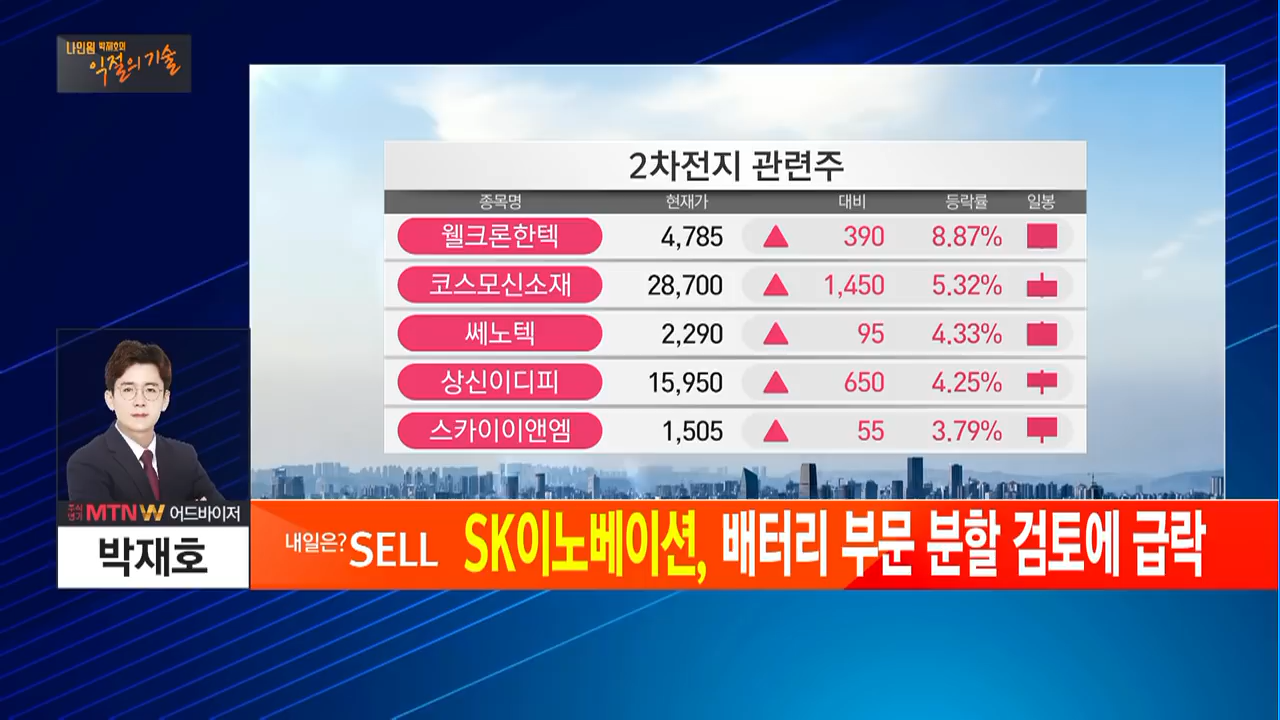 나민원 박재호의
익절의 기술
2차전지 관련주
종목명 현재가 대비 등락률 일봉
웰크론한텍 4,785 ▲ 390 8.87%
코스모신소재 28,700 ▲ 1,450 5.32%
쎄노텍 2,290 ▲ 95 4.33%
상신이디피 15,950 ▲ 650 4.25%
스카이이앤엠 1,505 ▲ 55 3.79%
MTNW 어드바이저
박재호
내일은? SELL SK이노베이션, 배터리 부문 분할 검토에 급락